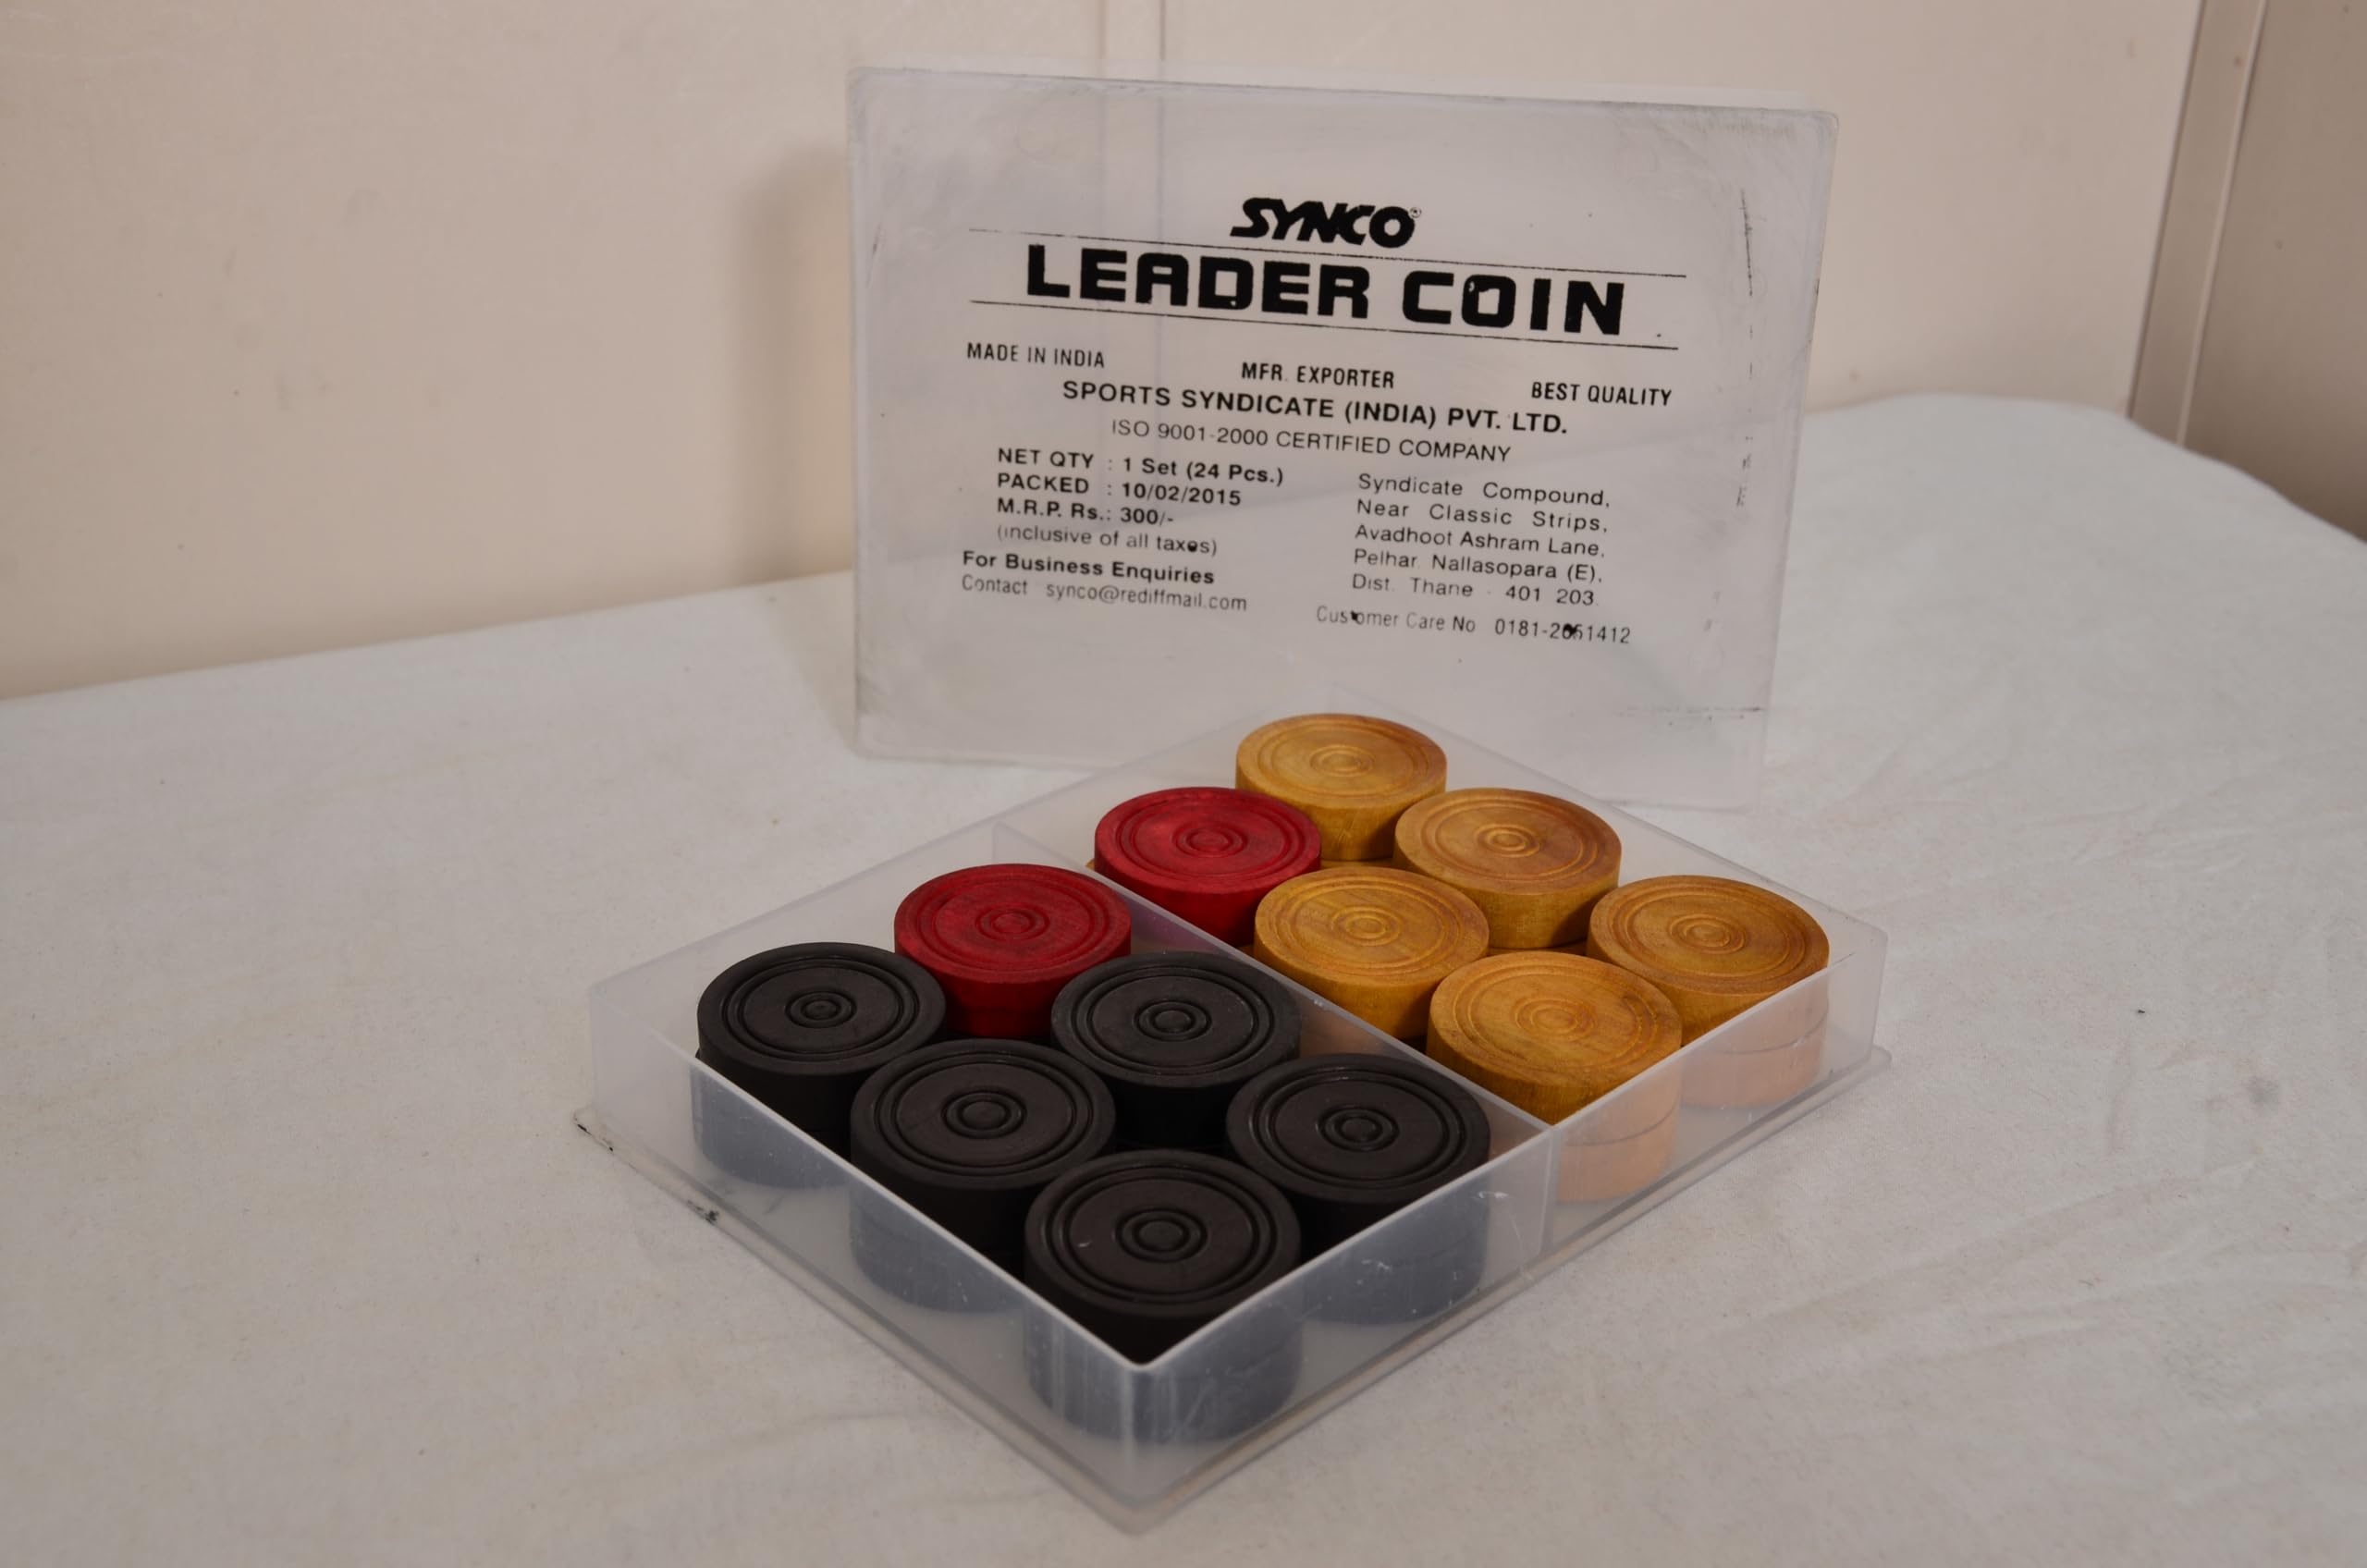 SYNCO®
LEADER COIN
MADE IN INDIA
MFR. EXPORTER
BEST QUALITY
SPORTS SYNDICATE (INDIA) PVT. LTD.
ISO 9001-2000 CERTIFIED COMPANY
NET QTY : 1 Set (24 Pcs.)
PACKED : 10/02/2015
M.R.P. Rs.: 300/-
(inclusive of all taxes)
For Business Enquiries
Contact synco@rediffmail.com
Syndicate Compound,
Near Classic Strips,
Avadhoot Ashram Lane,
Pelhar Nallasopara (E),
Dist. Thane - 401 203.
Customer Care No